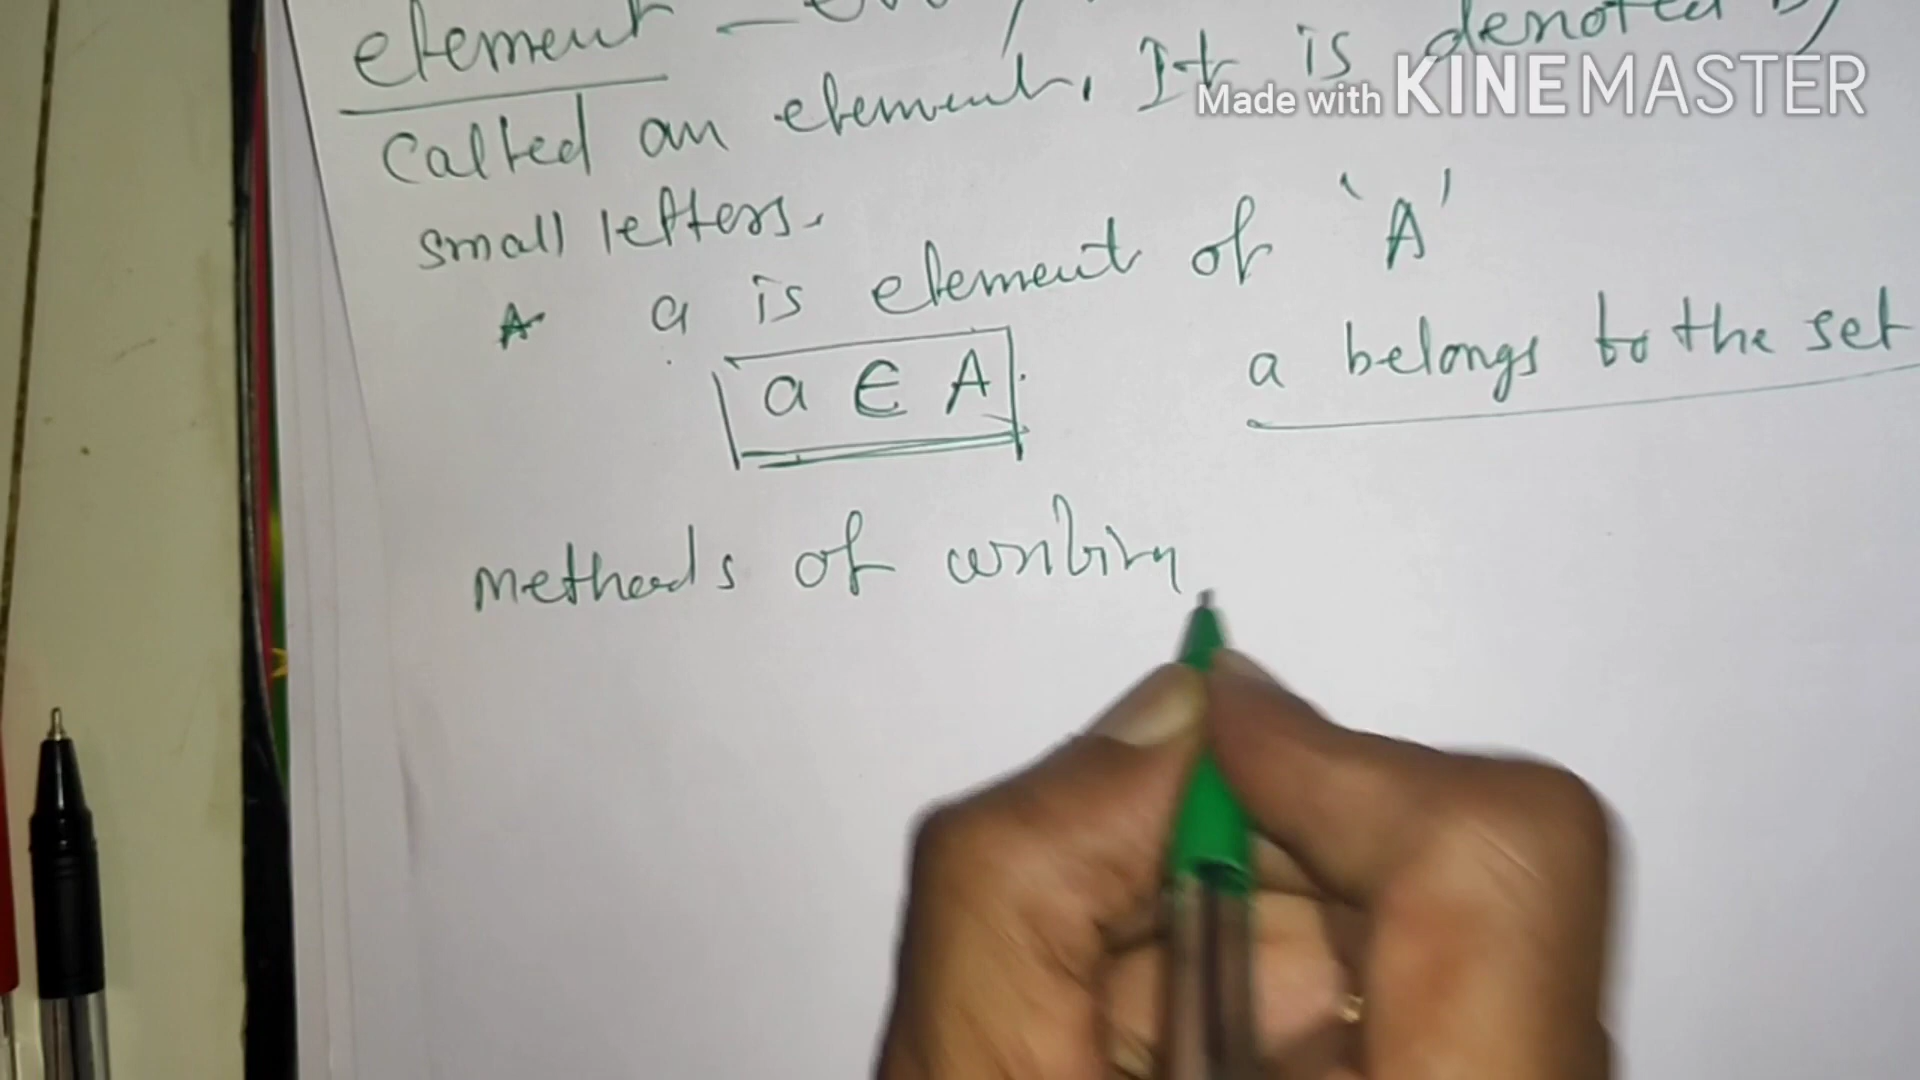 element —
called an element. It is denoted by
Made with KINEMASTER
small letters.
A a is element of 'A'
a ∈ A
a belongs to the set
methods of writing